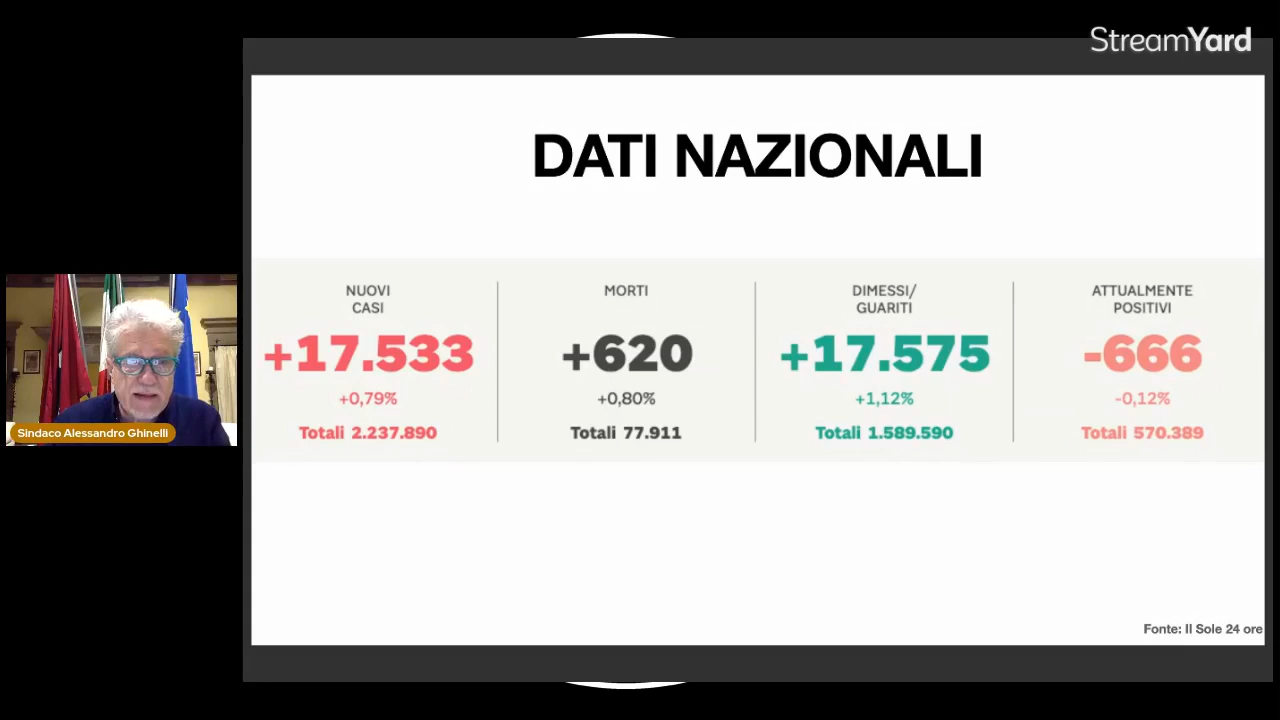 StreamYard
DATI NAZIONALI
NUOVI
CASI
+17.533
+0,79%
Totali 2.237.890
MORTI
+620
+0,80%
Totali 77.911
DIMESSI/
GUARITI
+17.575
+1,12%
Totali 1.589.590
ATTUALMENTE
POSITIVI
-666
-0,12%
Totali 570.389
Sindaco Alessandro Ghinelli
Fonte: Il Sole 24 ore